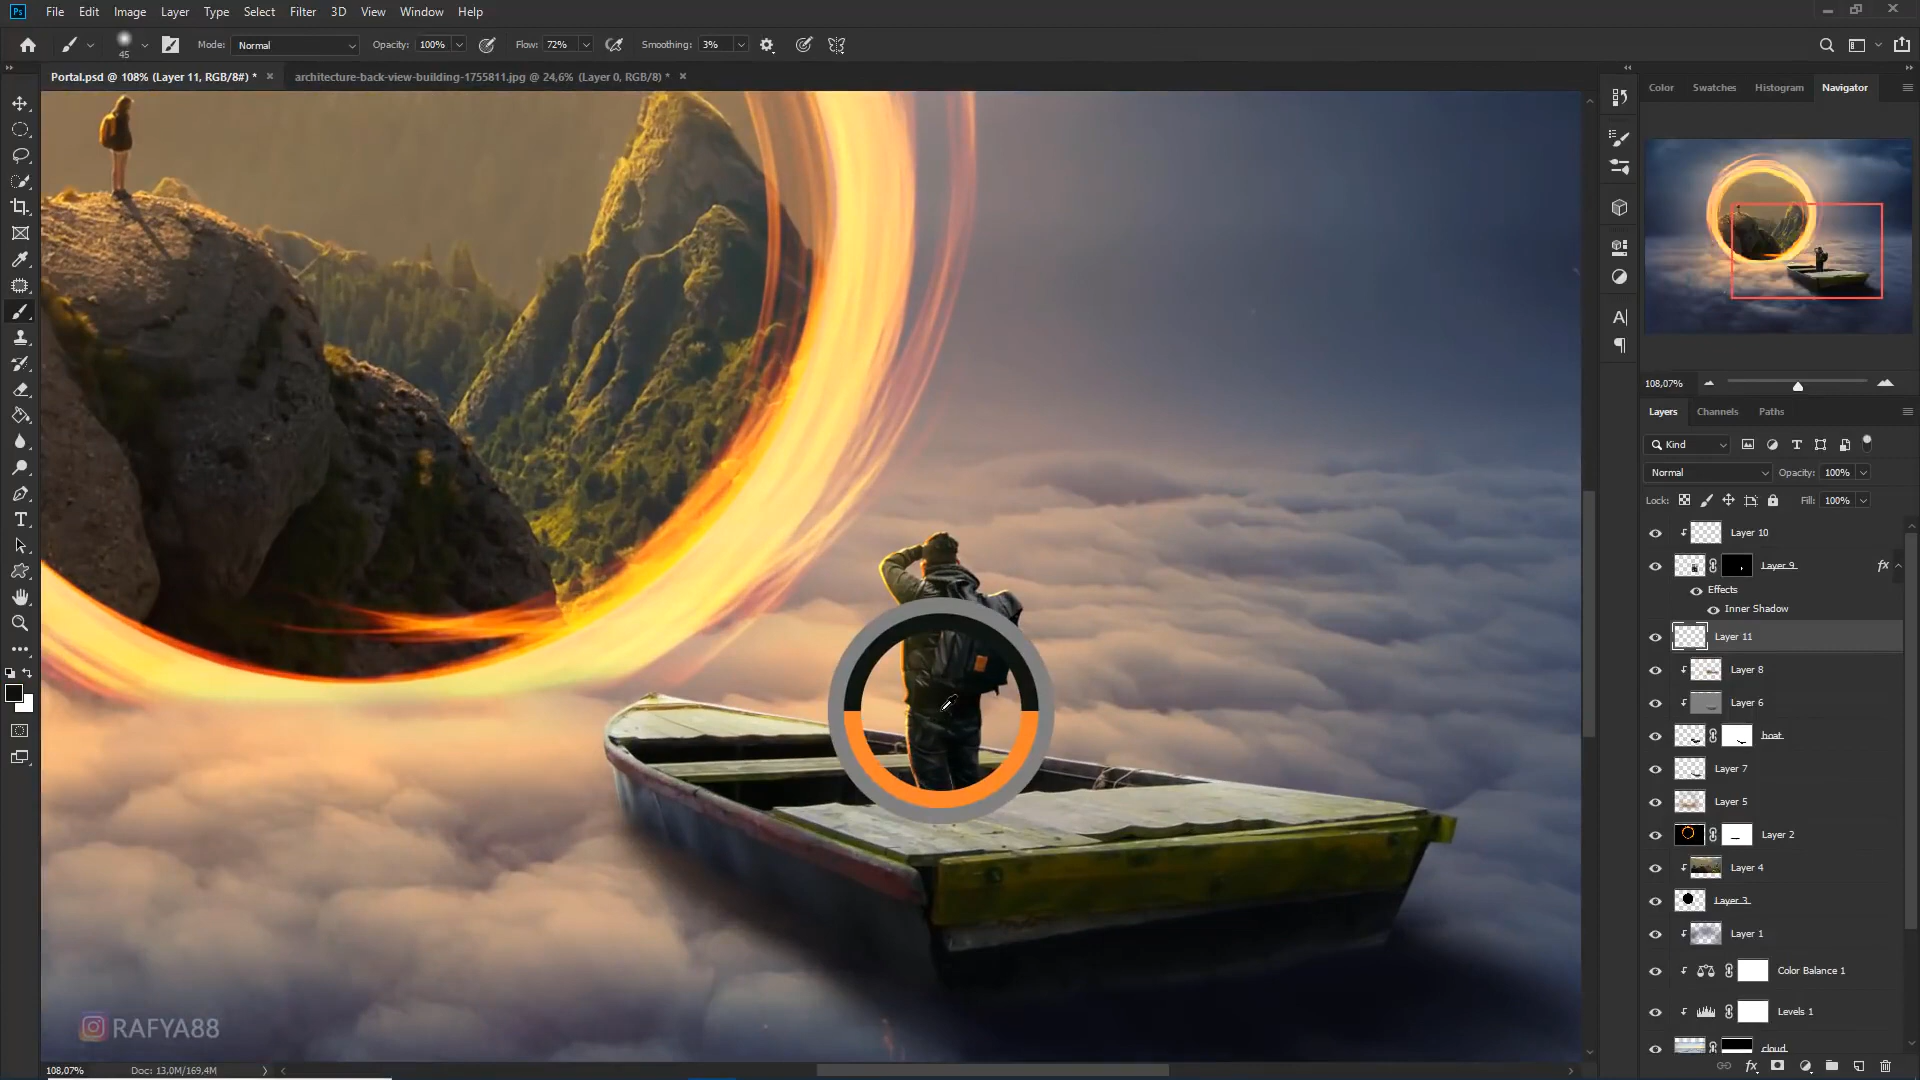 Ps File Edit Image Layer Type Select Filter 3D View Window Help
45 Mode: Normal Opacity: 100% Flow: 72% Smoothing: 3%
Portal.psd @ 108% (Layer 11, RGB/8#) * × architecture-back-view-building-1755811.jpg @ 24,6% (Layer 0, RGB/8) * ×
Color Swatches Histogram Navigator
108,07%
Layers Channels Paths
Kind
Normal Opacity: 100%
Lock: Fill: 100%
Layer 10
Layer 9 fx
Effects
Inner Shadow
Layer 11
Layer 8
Layer 6
boat
Layer 7
Layer 5
Layer 2
Layer 4
Layer 3
Layer 1
Color Balance 1
Levels 1
cloud
RAFYA88
108,07% Doc: 13,0M/169,4M